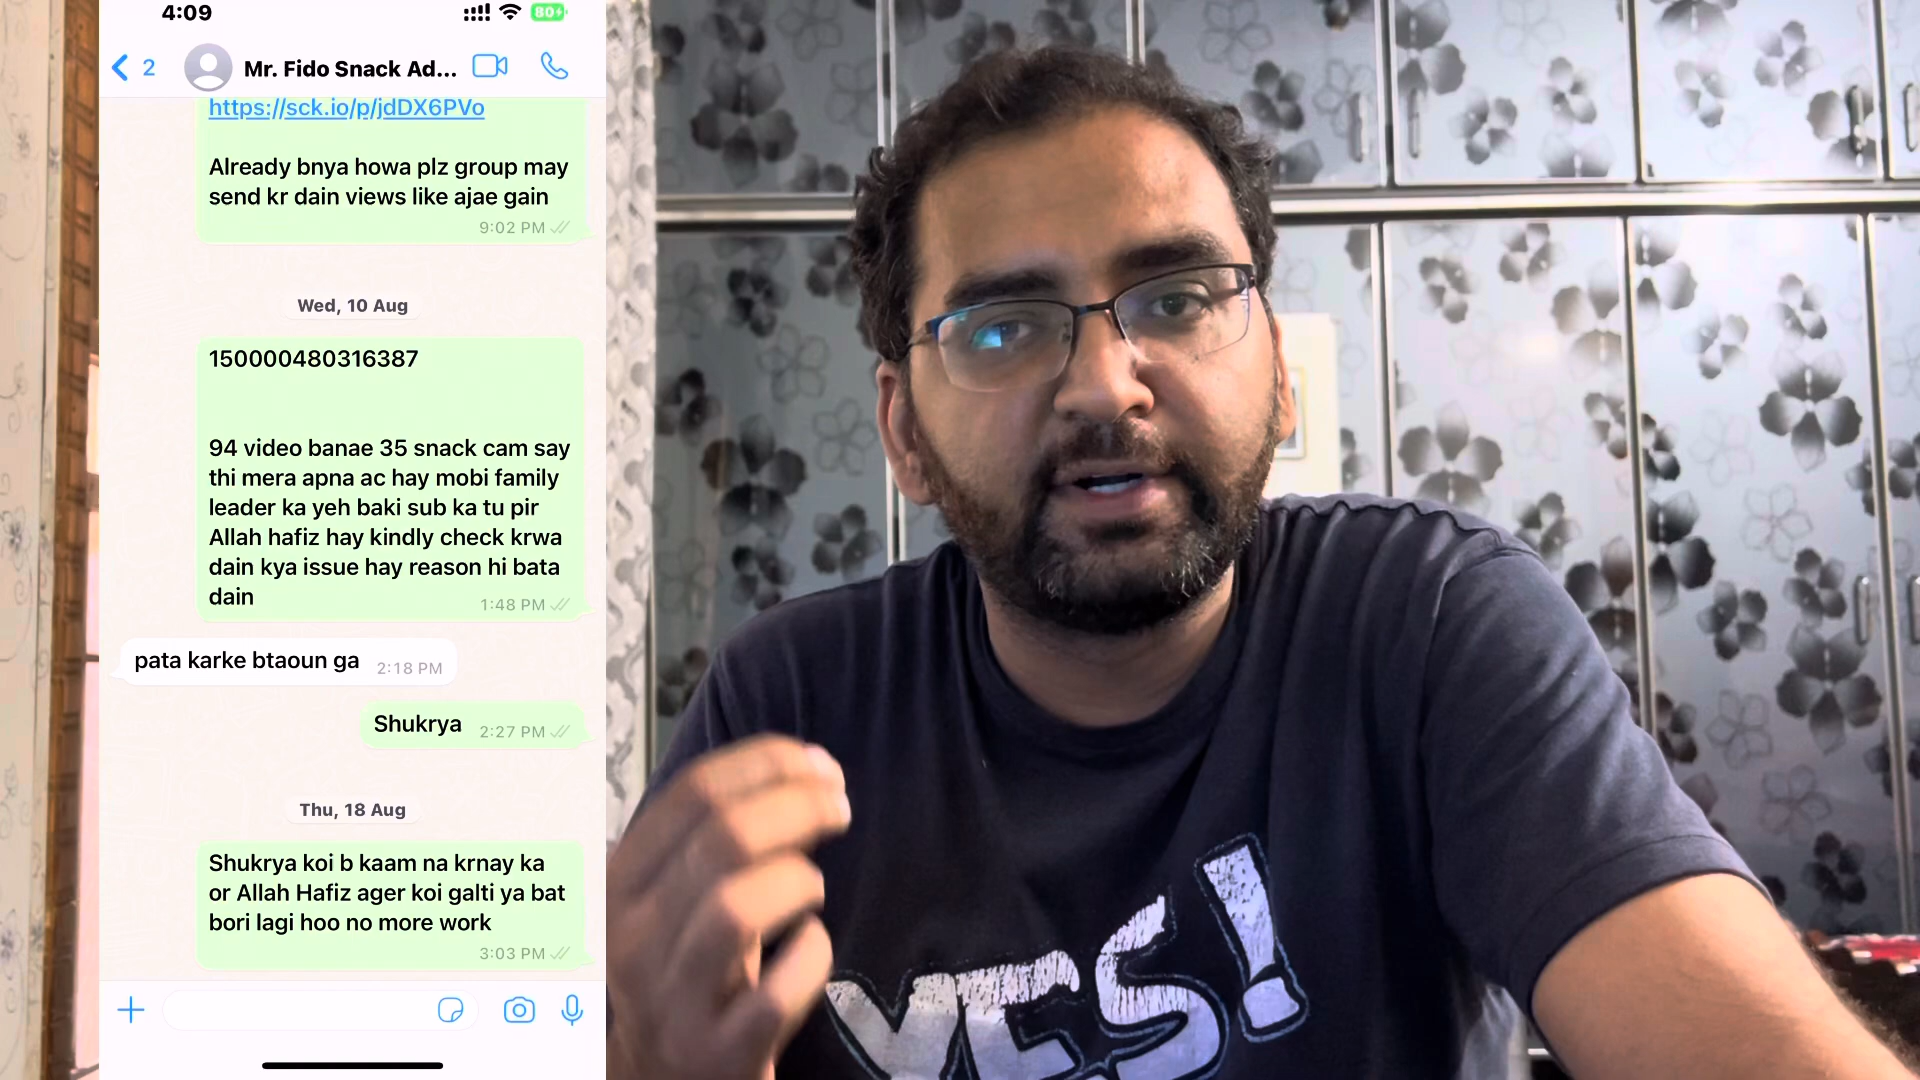 4:09
80+
2
Mr. Fido Snack Ad...
https://sck.io/p/jdDX6PVo
Already bnya howa plz group may
send kr dain views like ajae gain
9:02 PM
Wed, 10 Aug
150000480316387
94 video banae 35 snack cam say
thi mera apna ac hay mobi family
leader ka yeh baki sub ka tu pir
Allah hafiz hay kindly check krwa
dain kya issue hay reason hi bata
dain
1:48 PM
pata karke btaoun ga
2:18 PM
Shukrya
2:27 PM
Thu, 18 Aug
Shukrya koi b kaam na krnay ka
or Allah Hafiz ager koi galti ya bat
bori lagi hoo no more work
3:03 PM
YES!